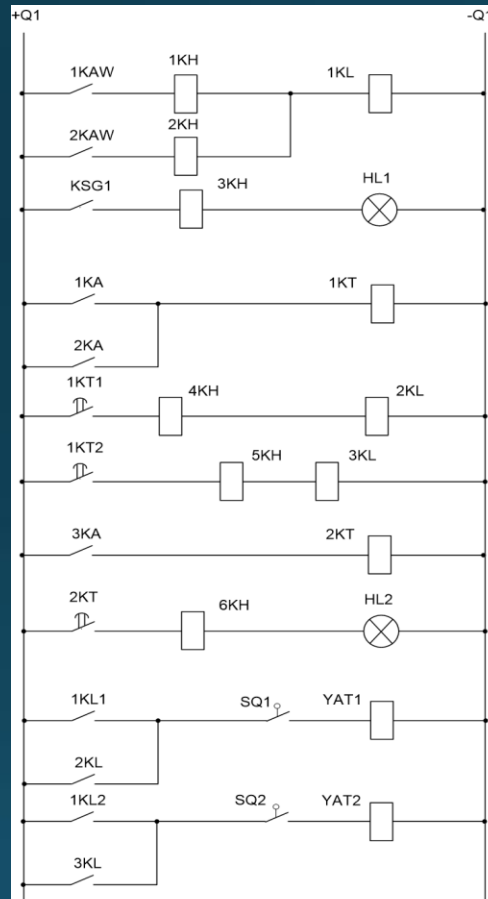 +Q1 -Q1
1KAW 1KH 1KL
2KAW 2KH
KSG1 3KH HL1
1KA 1KT
2KA
1KT1 4KH 2KL
1KT2 5KH 3KL
3KA 2KT
2KT 6KH HL2
1KL1 SQ1 YAT1
2KL
1KL2 SQ2 YAT2
3KL